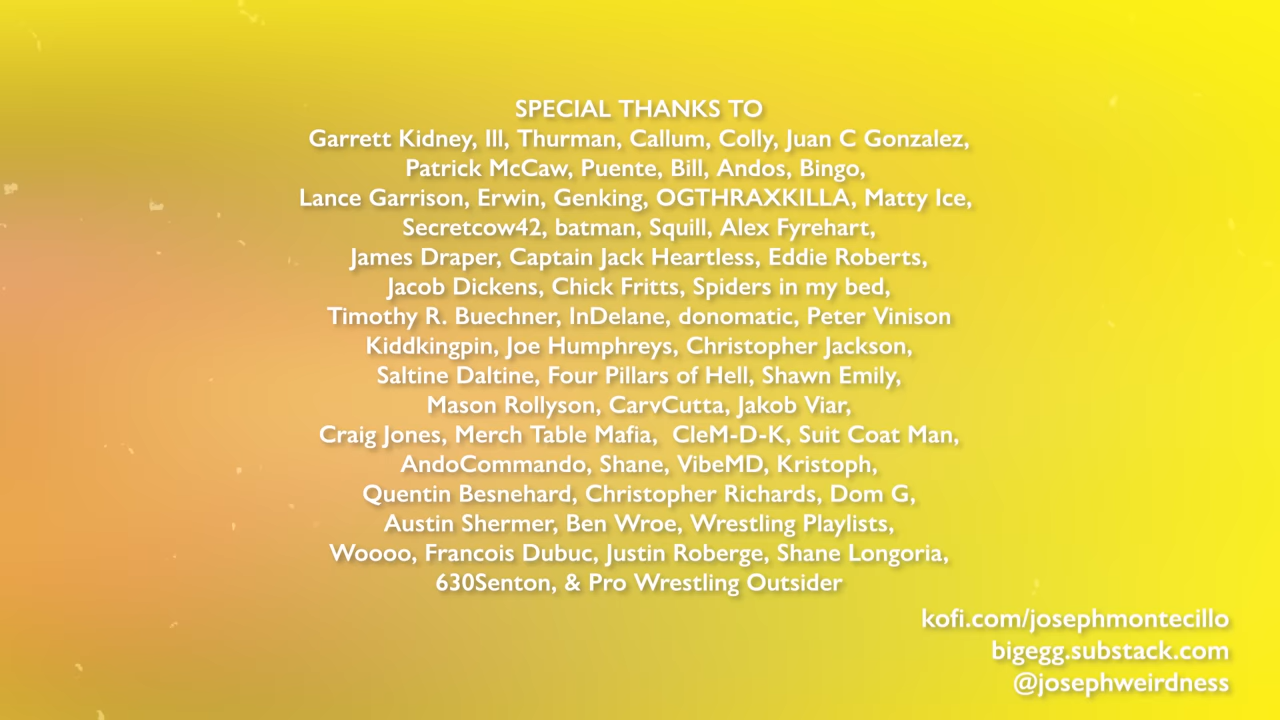 SPECIAL THANKS TO
Garrett Kidney, Ill, Thurman, Callum, Colly, Juan C Gonzalez,
Patrick McCaw, Puente, Bill, Andos, Bingo,
Lance Garrison, Erwin, Genking, OGTHRAXKILLA, Matty Ice,
Secretcow42, batman, Squill, Alex Fyrehart,
James Draper, Captain Jack Heartless, Eddie Roberts,
Jacob Dickens, Chick Fritts, Spiders in my bed,
Timothy R. Buechner, InDelane, donomatic, Peter Vinison
Kiddkingpin, Joe Humphreys, Christopher Jackson,
Saltine Daltine, Four Pillars of Hell, Shawn Emily,
Mason Rollyson, CarvCutta, Jakob Viar,
Craig Jones, Merch Table Mafia,  CleM-D-K, Suit Coat Man,
AndoCommando, Shane, VibeMD, Kristoph,
Quentin Besnehard, Christopher Richards, Dom G,
Austin Shermer, Ben Wroe, Wrestling Playlists,
Woooo, Francois Dubuc, Justin Roberge, Shane Longoria,
630Senton, & Pro Wrestling Outsider
kofi.com/josephmontecillo
bigegg.substack.com
@josephweirdness